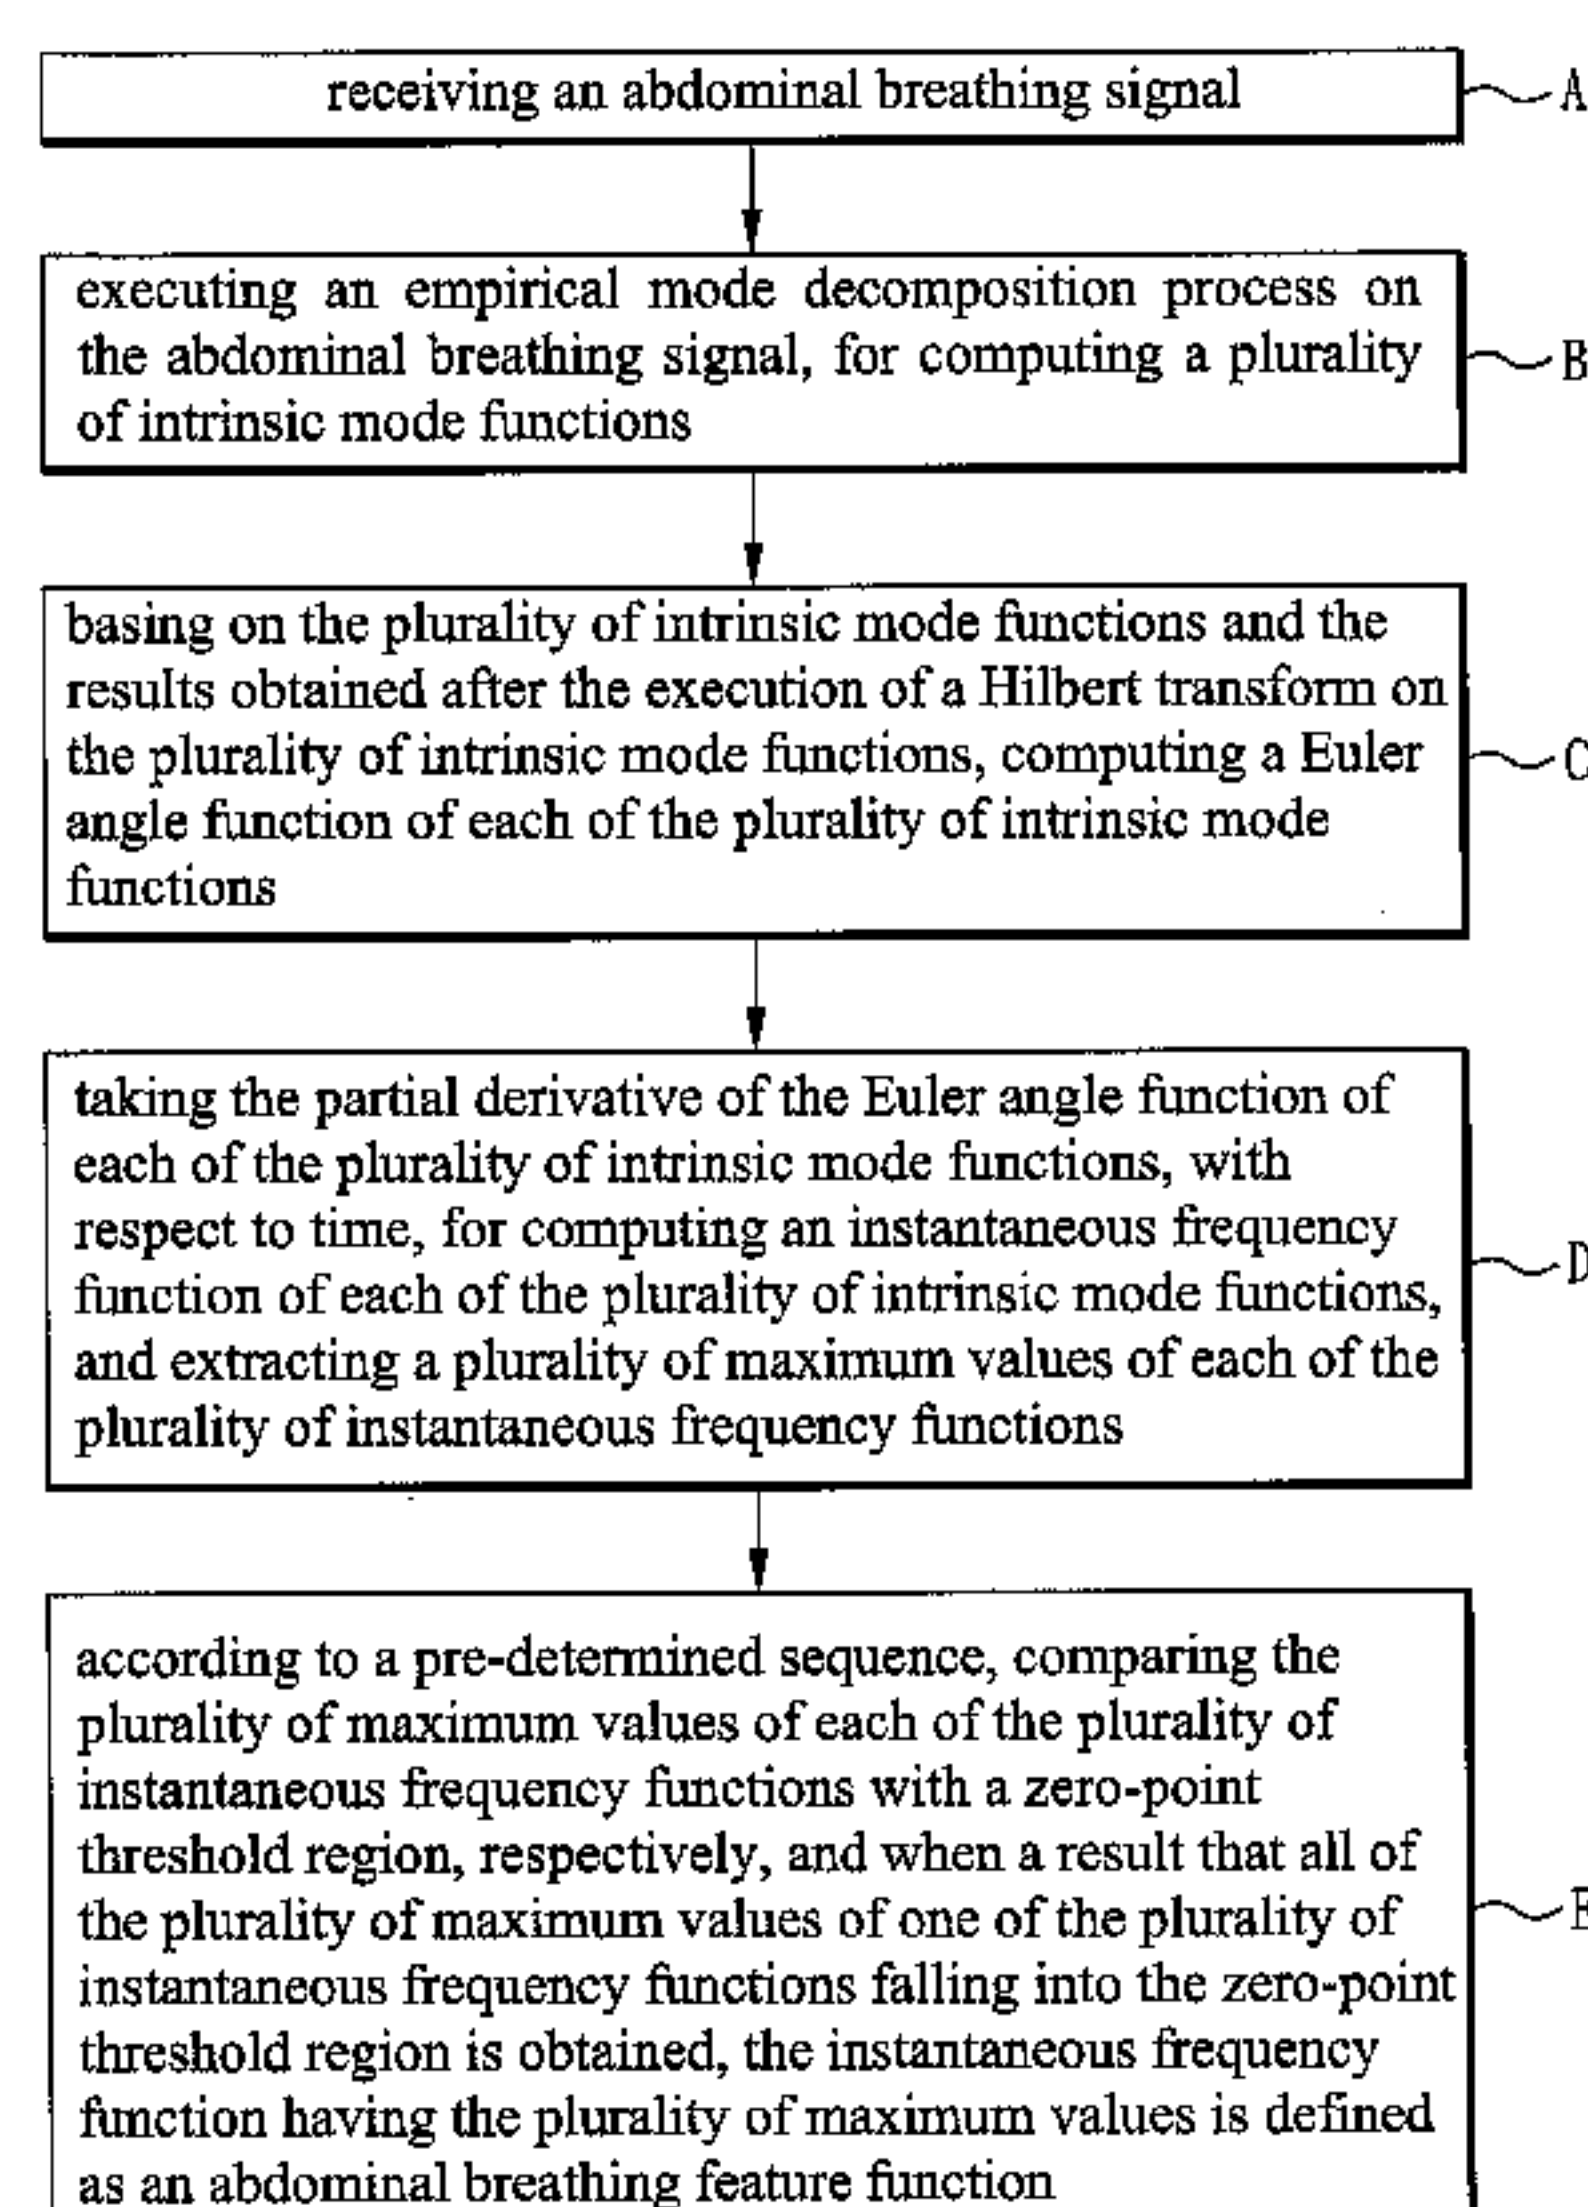 receiving an abdominal breathing signal
A
executing an empirical mode decomposition process on
the abdominal breathing signal, for computing a plurality
of intrinsic mode functions
B
basing on the plurality of intrinsic mode functions and the
results obtained after the execution of a Hilbert transform on
the plurality of intrinsic mode functions, computing a Euler
angle function of each of the plurality of intrinsic mode
functions
C
taking the partial derivative of the Euler angle function of
each of the plurality of intrinsic mode functions, with
respect to time, for computing an instantaneous frequency
function of each of the plurality of intrinsic mode functions,
and extracting a plurality of maximum values of each of the
plurality of instantaneous frequency functions
D
according to a pre-determined sequence, comparing the
plurality of maximum values of each of the plurality of
instantaneous frequency functions with a zero-point
threshold region, respectively, and when a result that all of
the plurality of maximum values of one of the plurality of
instantaneous frequency functions falling into the zero-point
threshold region is obtained, the instantaneous frequency
function having the plurality of maximum values is defined
as an abdominal breathing feature function
E